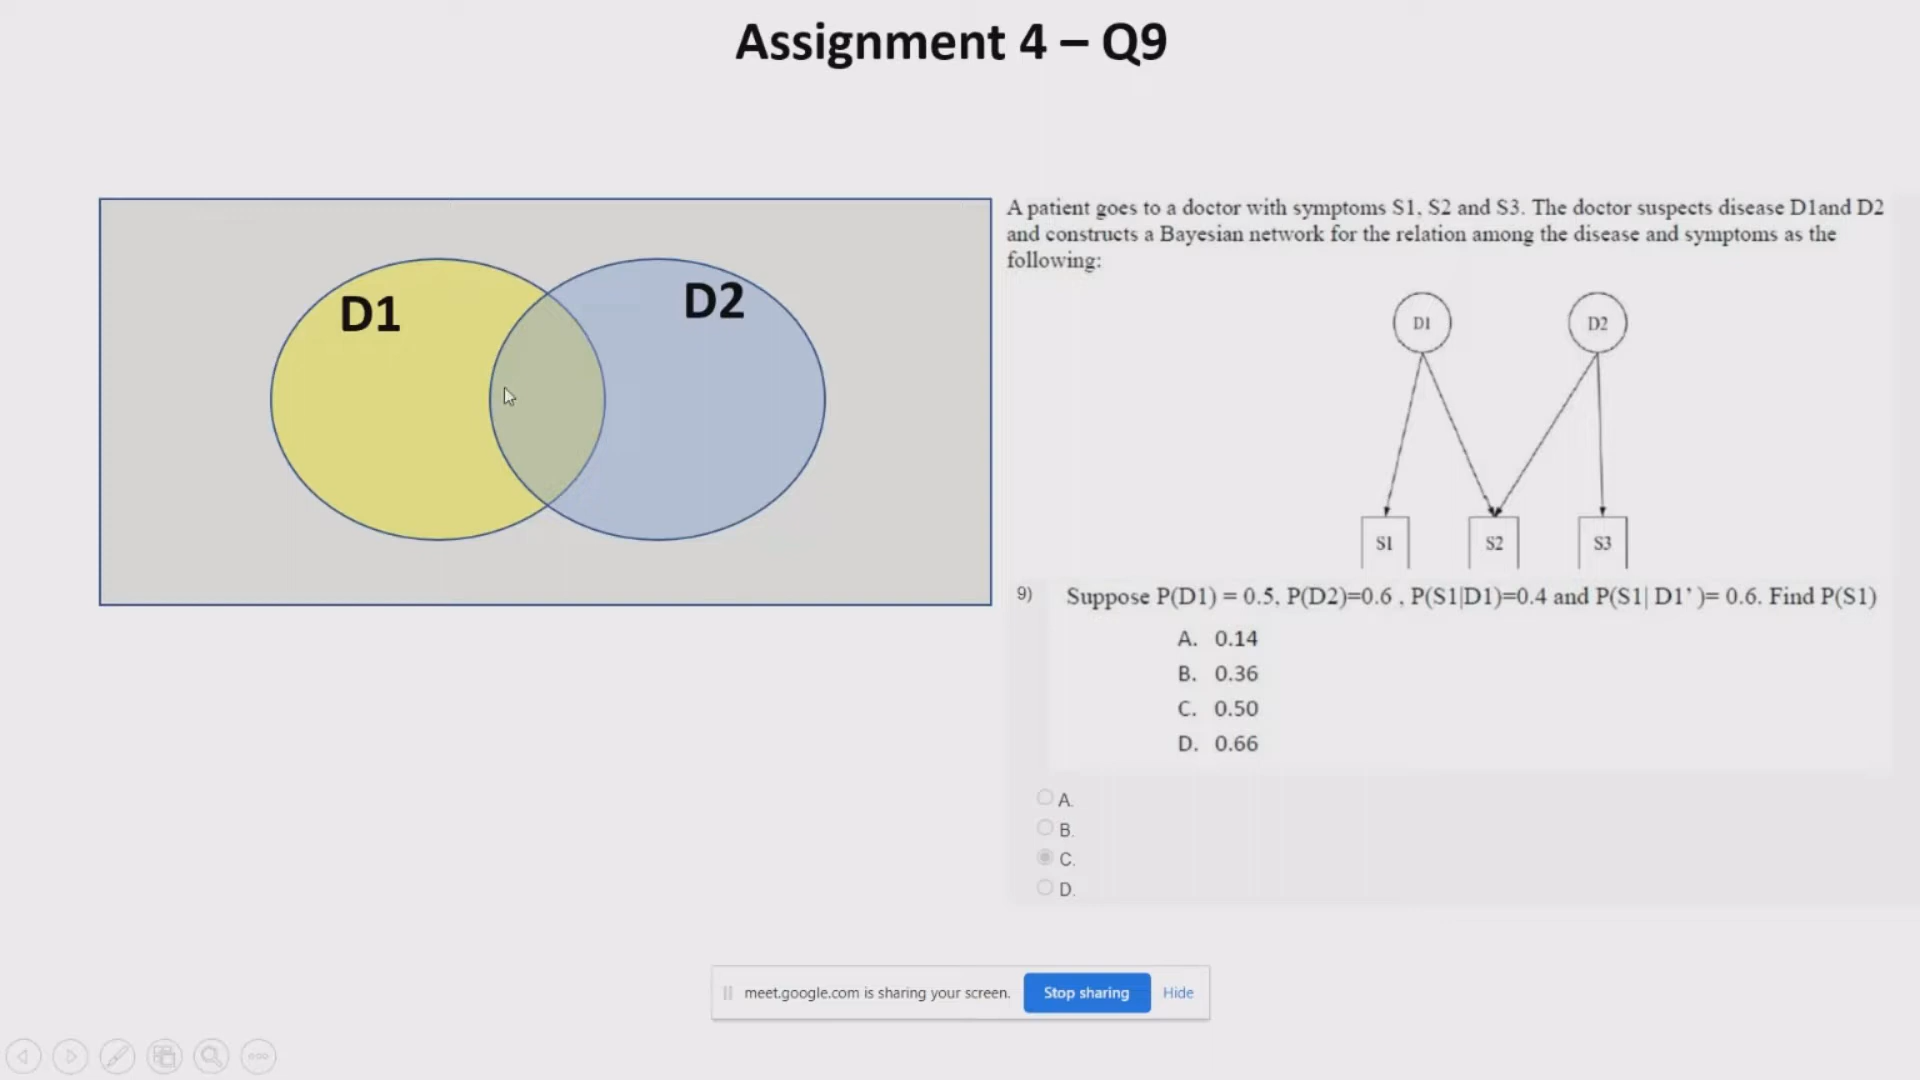 Assignment 4 – Q9
D1
D2
A patient goes to a doctor with symptoms S1, S2 and S3. The doctor suspects disease D1and D2
and constructs a Bayesian network for the relation among the disease and symptoms as the
following:
D1
D2
S1
S2
S3
9) Suppose P(D1) = 0.5, P(D2)=0.6 , P(S1|D1)=0.4 and P(S1| D1’ )= 0.6. Find P(S1)
A. 0.14
B. 0.36
C. 0.50
D. 0.66
A.
B.
C.
D.
meet.google.com is sharing your screen.
Stop sharing
Hide